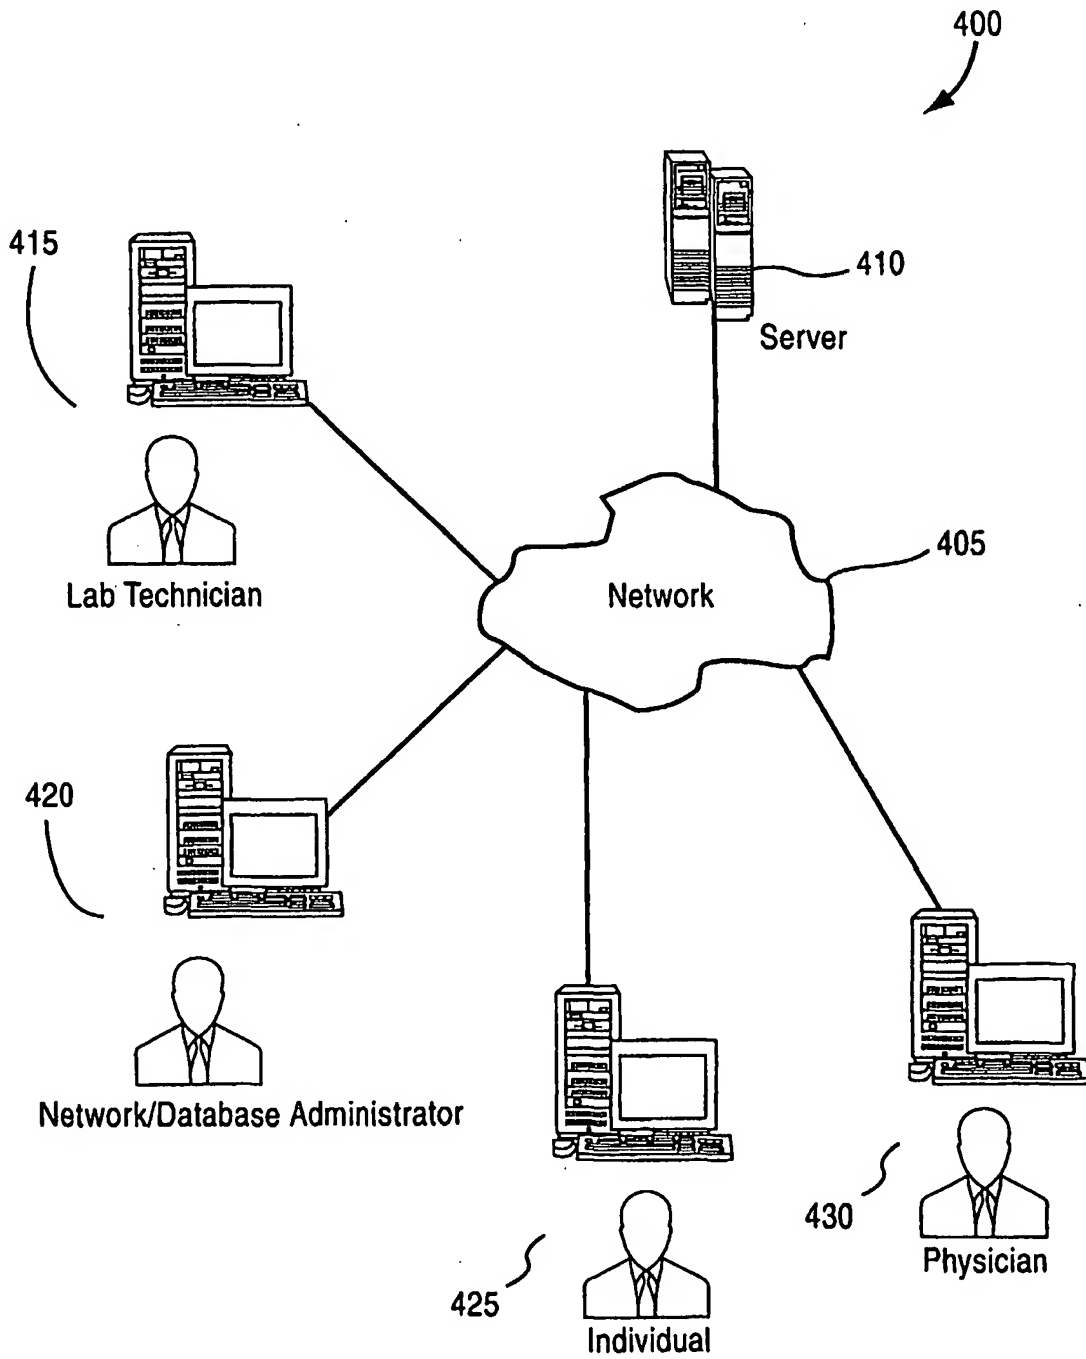 400
415
410
Server
405
Network
Lab Technician
420
Network/Database Administrator
430
Physician
425
Individual